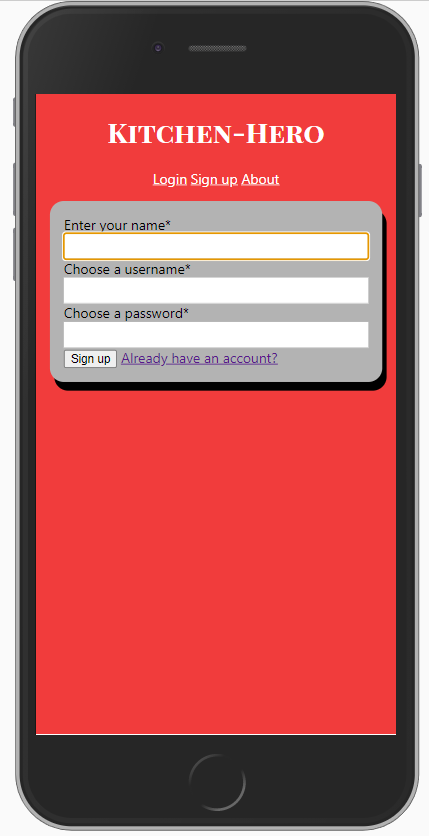 Kitchen-Hero
Login Sign up About
Enter your name*
Choose a username*
Choose a password*
Sign up Already have an account?